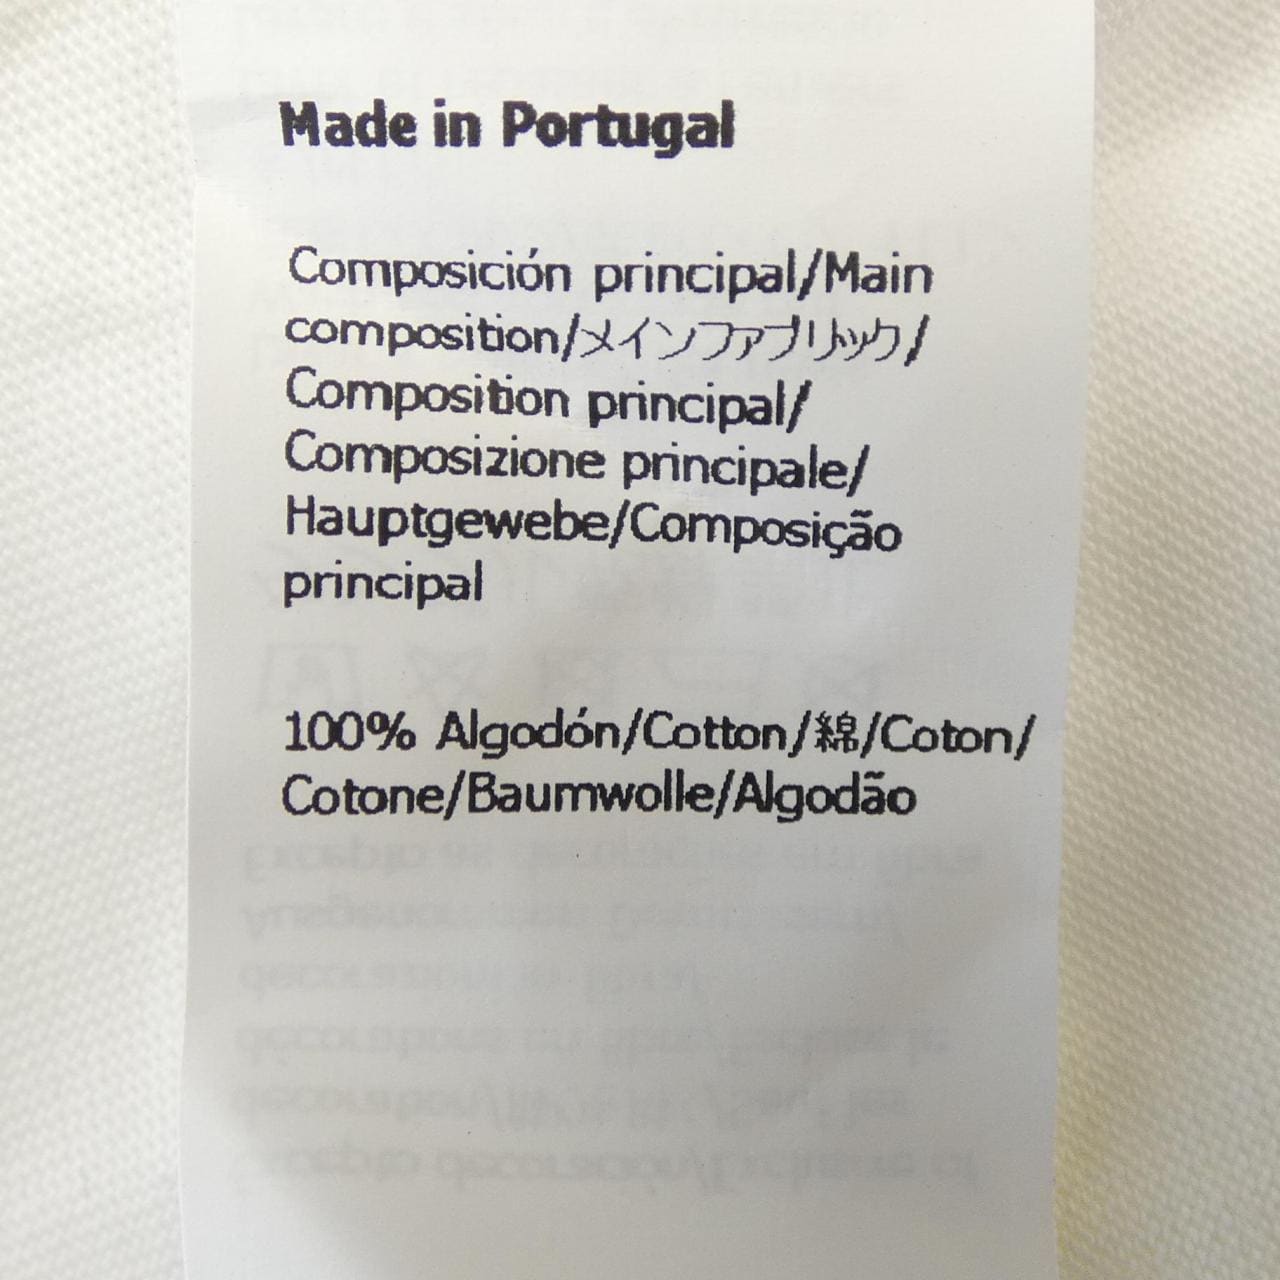 Made in Portugal
Composición principal/Main
composition/メインファブリック/
Composition principal/
Composizione principale/
Hauptgewebe/Composição
principal
100% Algodón/Cotton/綿/Coton/
Cotone/Baumwolle/Algodão